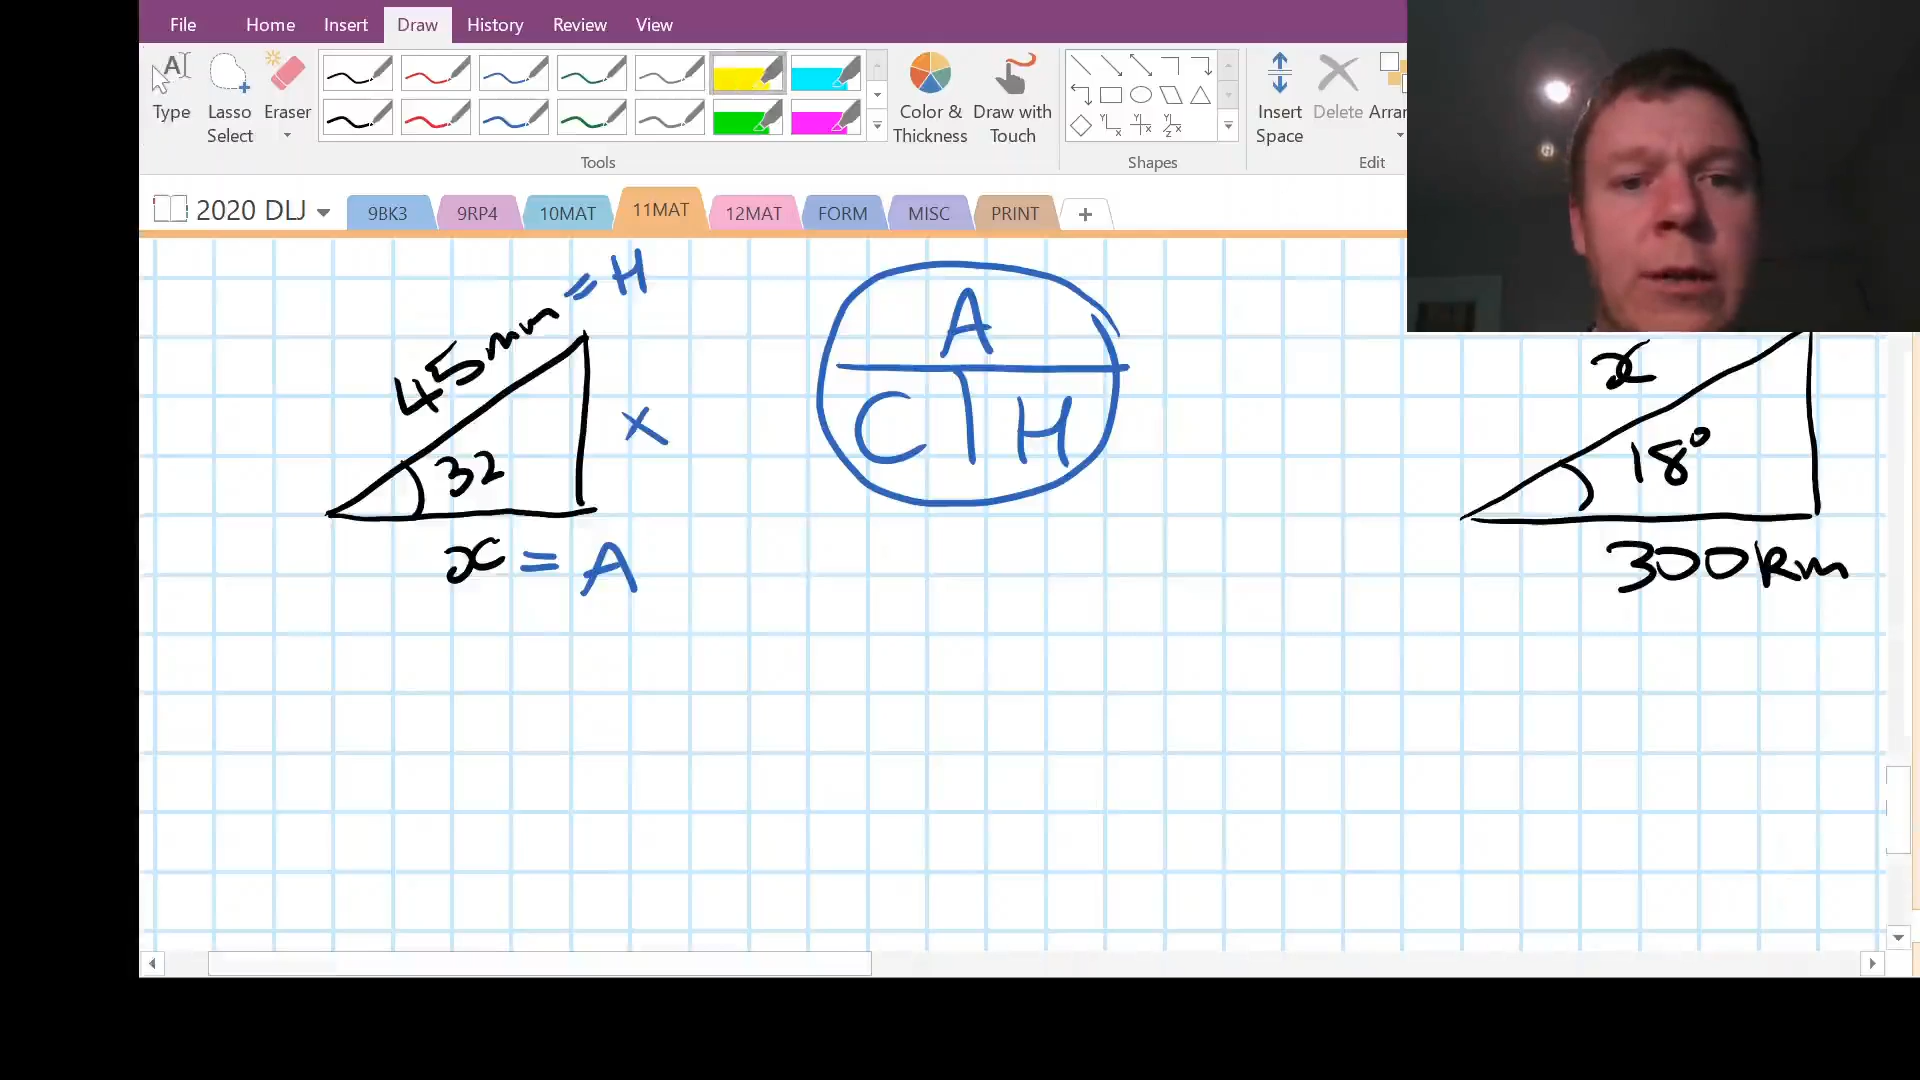 File Home Insert Draw History Review View
Type Lasso Select Eraser Color & Thickness Draw with Touch Insert Space Delete Arran
Tools Shapes Edit
2020 DLJ 9BK3 9RP4 10MAT 11MAT 12MAT FORM MISC PRINT +
45mm = H
32
x
x = A
A
C H
x
18°
300km